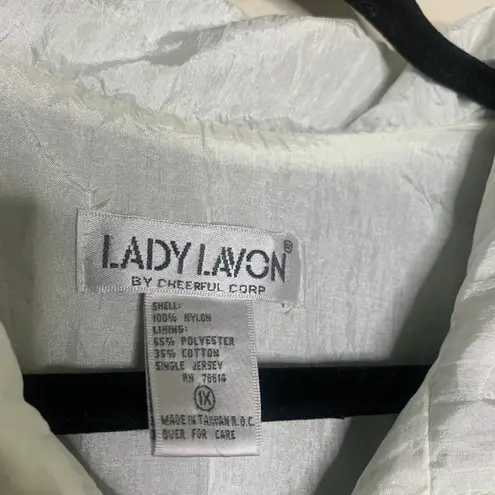 LADY LAVON®
BY CHEERFUL CORP
SHELL:
100% NYLON
LINING:
65% POLYESTER
35% COTTON
SINGLE JERSEY
RN 78614
1X
MADE IN TAIWAN R.O.C.
OVER FOR CARE